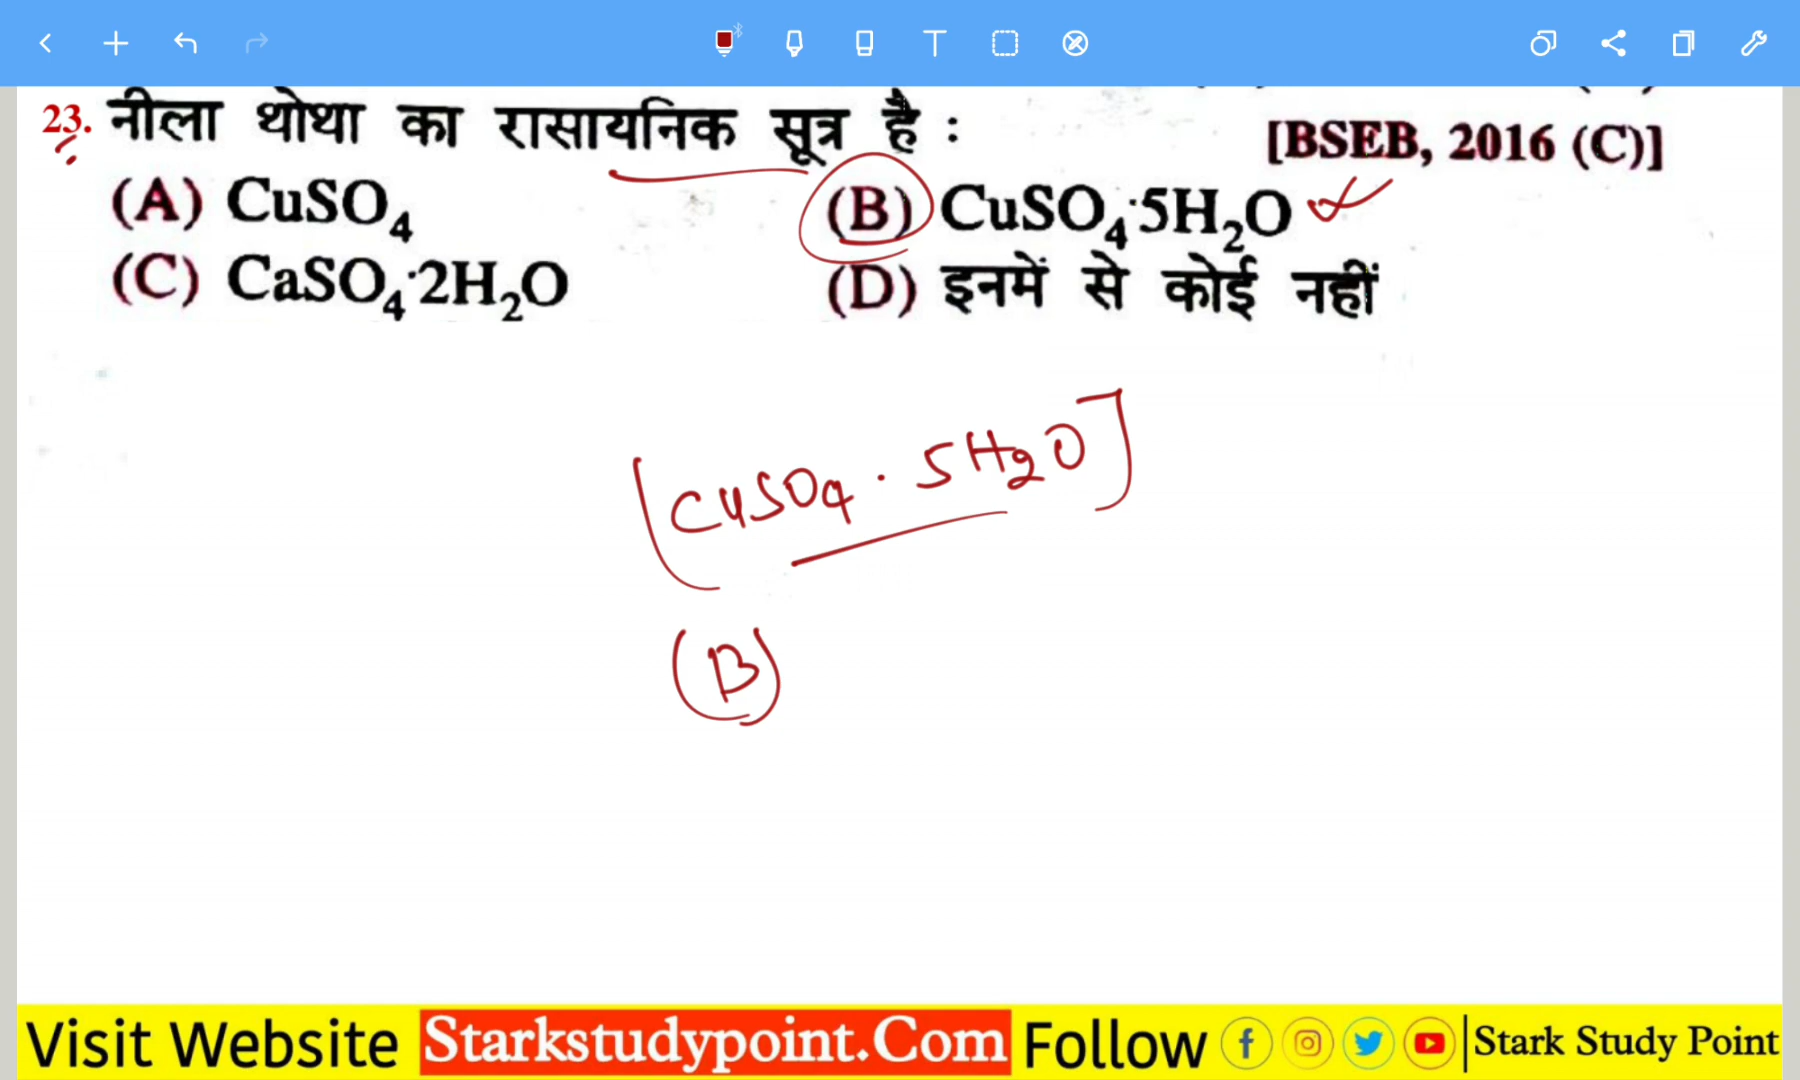 23. नीला थोथा का रासायनिक सूत्र है : [BSEB, 2016 (C)]
(A) CuSO₄ (B) CuSO₄·5H₂O
(C) CaSO₄·2H₂O (D) इनमें से कोई नहीं
[CuSO₄ · 5H₂O]
(B)
Visit Website Starkstudypoint.Com Follow Stark Study Point